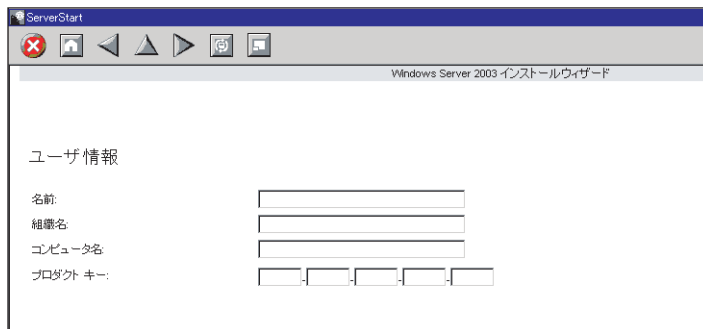 ServerStart
Windows Server 2003 インストールウィザード
ユーザ情報
名前:
組織名:
コンピュータ名:
プロダクト キー:
- - - -